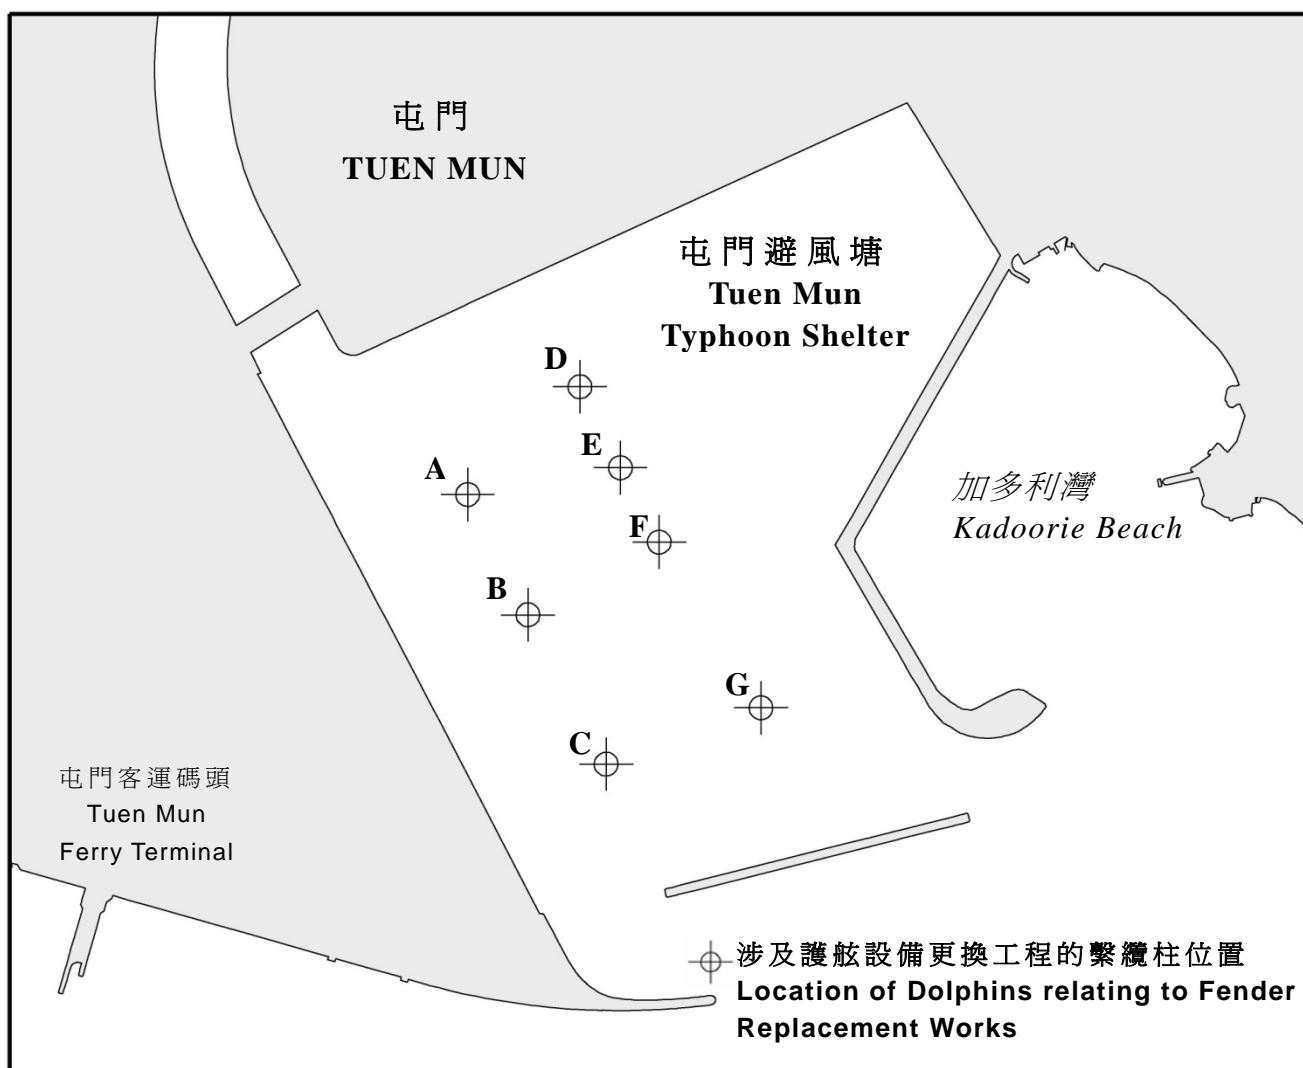 屯門
TUEN MUN
屯門避風塘
Tuen Mun
Typhoon Shelter
D
E
A
F
B
G
C
加多利灣
Kadoorie Beach
屯門客運碼頭
Tuen Mun
Ferry Terminal
涉及護舷設備更換工程的繫纜柱位置
Location of Dolphins relating to Fender
Replacement Works